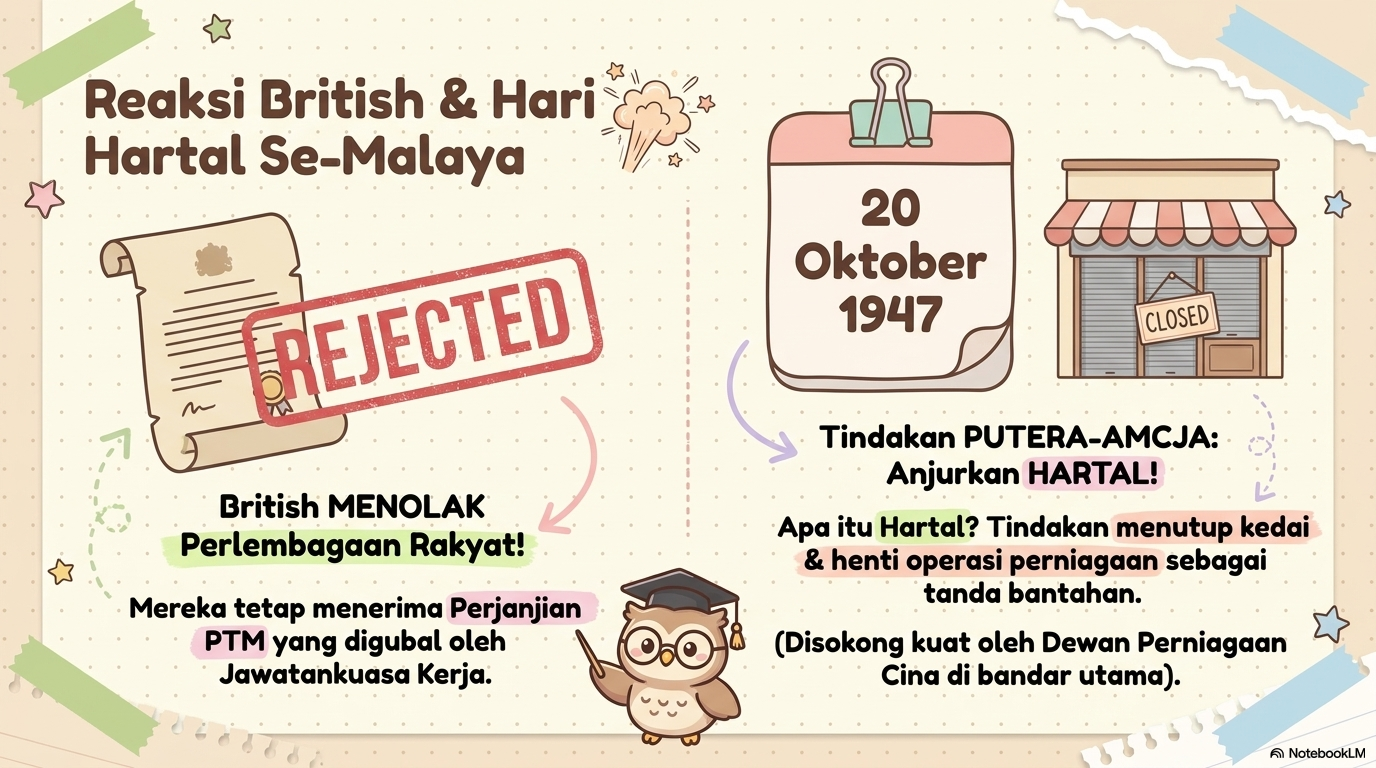 Reaksi British & Hari
Hartal Se-Malaya
REJECTED
British MENOLAK
Perlembagaan Rakyat!
Mereka tetap menerima Perjanjian
PTM yang digubal oleh
Jawatankuasa Kerja.
20
Oktober
1947
CLOSED
Tindakan PUTERA-AMCJA:
Anjurkan HARTAL!
Apa itu Hartal? Tindakan menutup kedai
& henti operasi perniagaan sebagai
tanda bantahan.
(Disokong kuat oleh Dewan Perniagaan
Cina di bandar utama).
NotebookLM